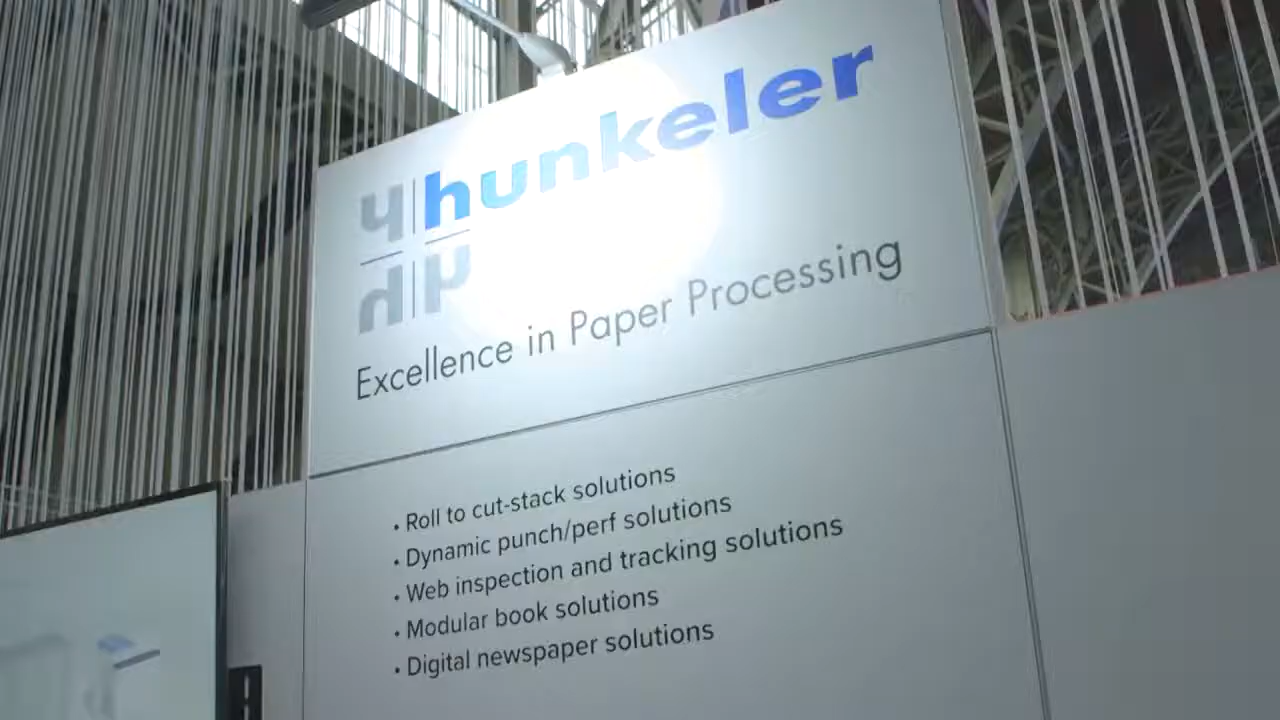 hunkeler
Excellence in Paper Processing
• Roll to cut-stack solutions
• Dynamic punch/perf solutions
• Web inspection and tracking solutions
• Modular book solutions
• Digital newspaper solutions